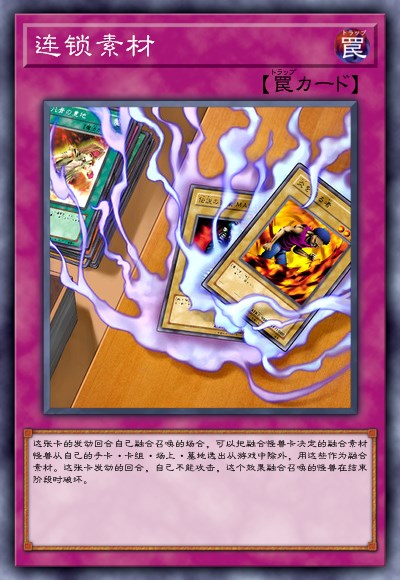 连锁素材
トラップ
罠
トラップ
【罠カード】
这张卡的发动回合自己融合召唤的场合，可以把融合怪兽卡决定的融合素材
怪兽从自己的手卡·卡组·场上·墓地选出从游戏中除外，用这些作为融合
素材。这张卡发动的回合，自己不能攻击，这个效果融合召唤的怪兽在结束
阶段时破坏。